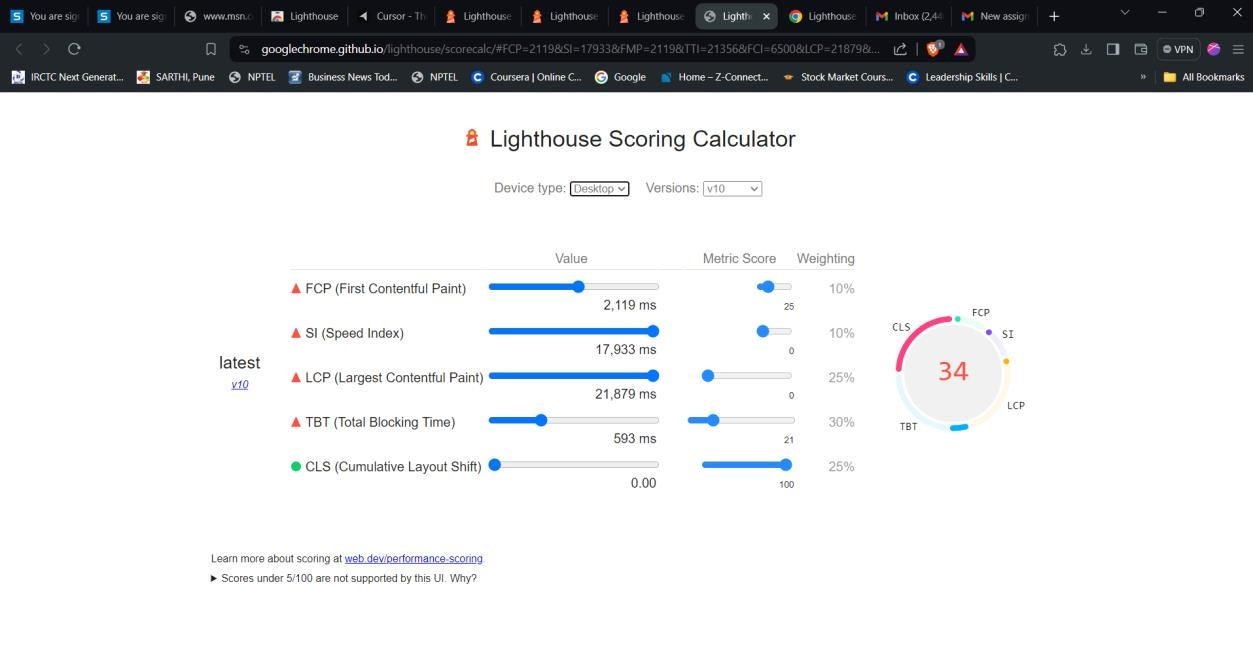 You are sig
You are sig
www.msn.c
Lighthouse
Cursor - Th
Lighthouse
Lighthouse
Lighthouse
Lighth
Lighthouse
Inbox (2,44
New assign
googlechrome.github.io/lighthouse/scorecalc/#FCP=2119&SI=17933&FMP=2119&TTI=21356&FCI=6500&LCP=21879&...
1
VPN
IRCTC Next Generat...
SARTHI, Pune
NPTEL
Business News Tod...
NPTEL
Coursera | Online C...
Google
Home – Z-Connect...
Stock Market Cours...
Leadership Skills | C...
»
All Bookmarks
Lighthouse Scoring Calculator
Device type: Desktop Versions: v10
Value Metric Score Weighting
FCP (First Contentful Paint) 10%
2,119 ms 25
SI (Speed Index) 10%
17,933 ms 0
latest
v10
LCP (Largest Contentful Paint) 25%
21,879 ms 0
TBT (Total Blocking Time) 30%
593 ms 21
CLS (Cumulative Layout Shift) 25%
0.00 100
FCP
CLS
SI
34
LCP
TBT
Learn more about scoring at web.dev/performance-scoring.
Scores under 5/100 are not supported by this UI. Why?